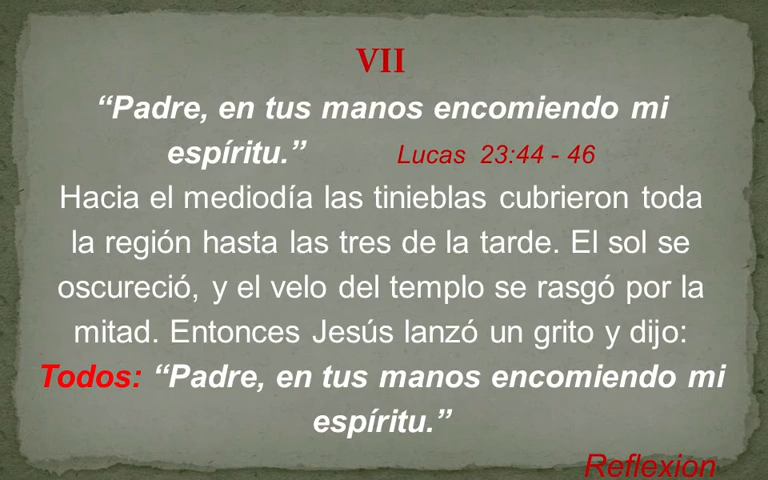 VII
“Padre, en tus manos encomiendo mi
espíritu.” Lucas 23:44 - 46
Hacia el mediodía las tinieblas cubrieron toda
la región hasta las tres de la tarde. El sol se
oscureció, y el velo del templo se rasgó por la
mitad. Entonces Jesús lanzó un grito y dijo:
Todos: “Padre, en tus manos encomiendo mi
espíritu.”
Reflexion